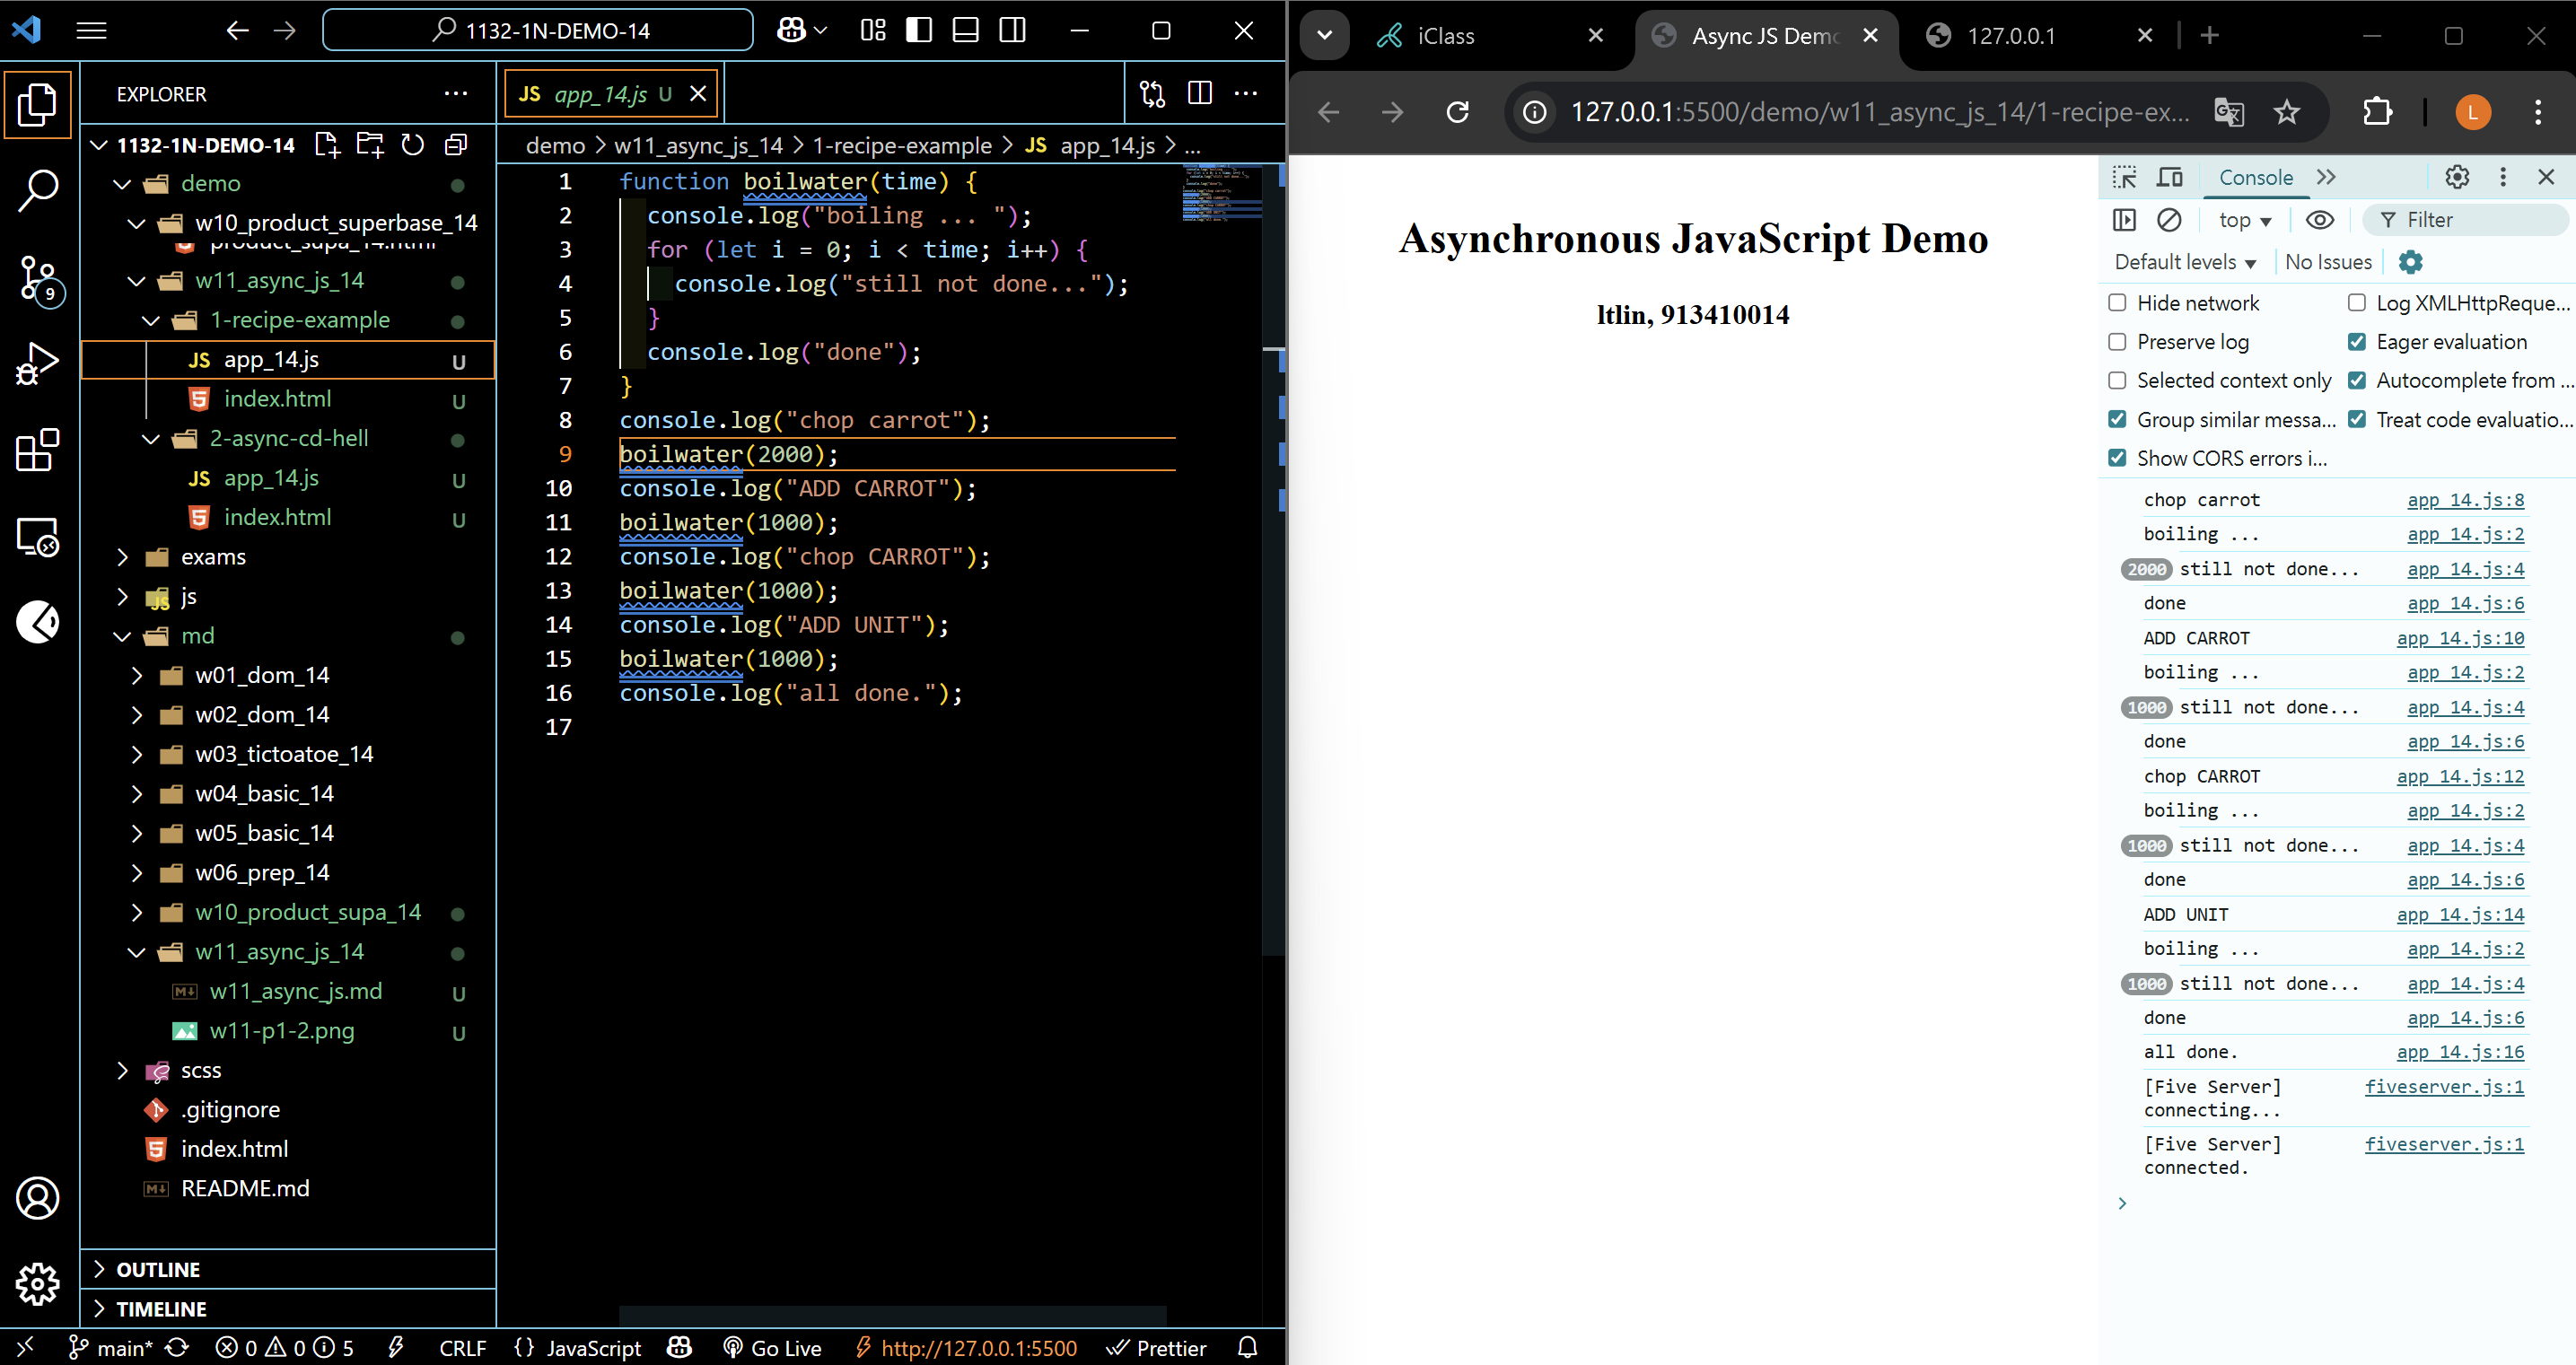 1132-1N-DEMO-14
EXPLORER
1132-1N-DEMO-14
demo
w10_product_superbase_14
product_supa_14.html
w11_async_js_14
1-recipe-example
JS app_14.js U
index.html U
2-async-cd-hell
JS app_14.js U
index.html U
exams
js
md
w01_dom_14
w02_dom_14
w03_tictoatoe_14
w04_basic_14
w05_basic_14
w06_prep_14
w10_product_supa_14
w11_async_js_14
w11_async_js.md U
w11-p1-2.png U
scss
.gitignore
index.html
README.md
OUTLINE
TIMELINE
9
JS app_14.js U
demo > w11_async_js_14 > 1-recipe-example > JS app_14.js > ...
1 function boilwater(time) {
2 console.log("boiling ... ");
3 for (let i = 0; i < time; i++) {
4 console.log("still not done...");
5 }
6 console.log("done");
7 }
8 console.log("chop carrot");
9 boilwater(2000);
10 console.log("ADD CARROT");
11 boilwater(1000);
12 console.log("chop CARROT");
13 boilwater(1000);
14 console.log("ADD UNIT");
15 boilwater(1000);
16 console.log("all done.");
17
main* 0 0 5 CRLF {} JavaScript Go Live http://127.0.0.1:5500 Prettier
iClass
Async JS Demo
127.0.0.1
127.0.0.1:5500/demo/w11_async_js_14/1-recipe-ex...
L
Asynchronous JavaScript Demo
ltlin, 913410014
Console
top
Filter
Default levels No Issues
Hide network Log XMLHttpReque...
Preserve log Eager evaluation
Selected context only Autocomplete from ...
Group similar messa... Treat code evaluatio...
Show CORS errors i...
chop carrot app_14.js:8
boiling ... app_14.js:2
2000 still not done... app_14.js:4
done app_14.js:6
ADD CARROT app_14.js:10
boiling ... app_14.js:2
1000 still not done... app_14.js:4
done app_14.js:6
chop CARROT app_14.js:12
boiling ... app_14.js:2
1000 still not done... app_14.js:4
done app_14.js:6
ADD UNIT app_14.js:14
boiling ... app_14.js:2
1000 still not done... app_14.js:4
done app_14.js:6
all done. app_14.js:16
[Five Server] fiveserver.js:1
connecting...
[Five Server] fiveserver.js:1
connected.